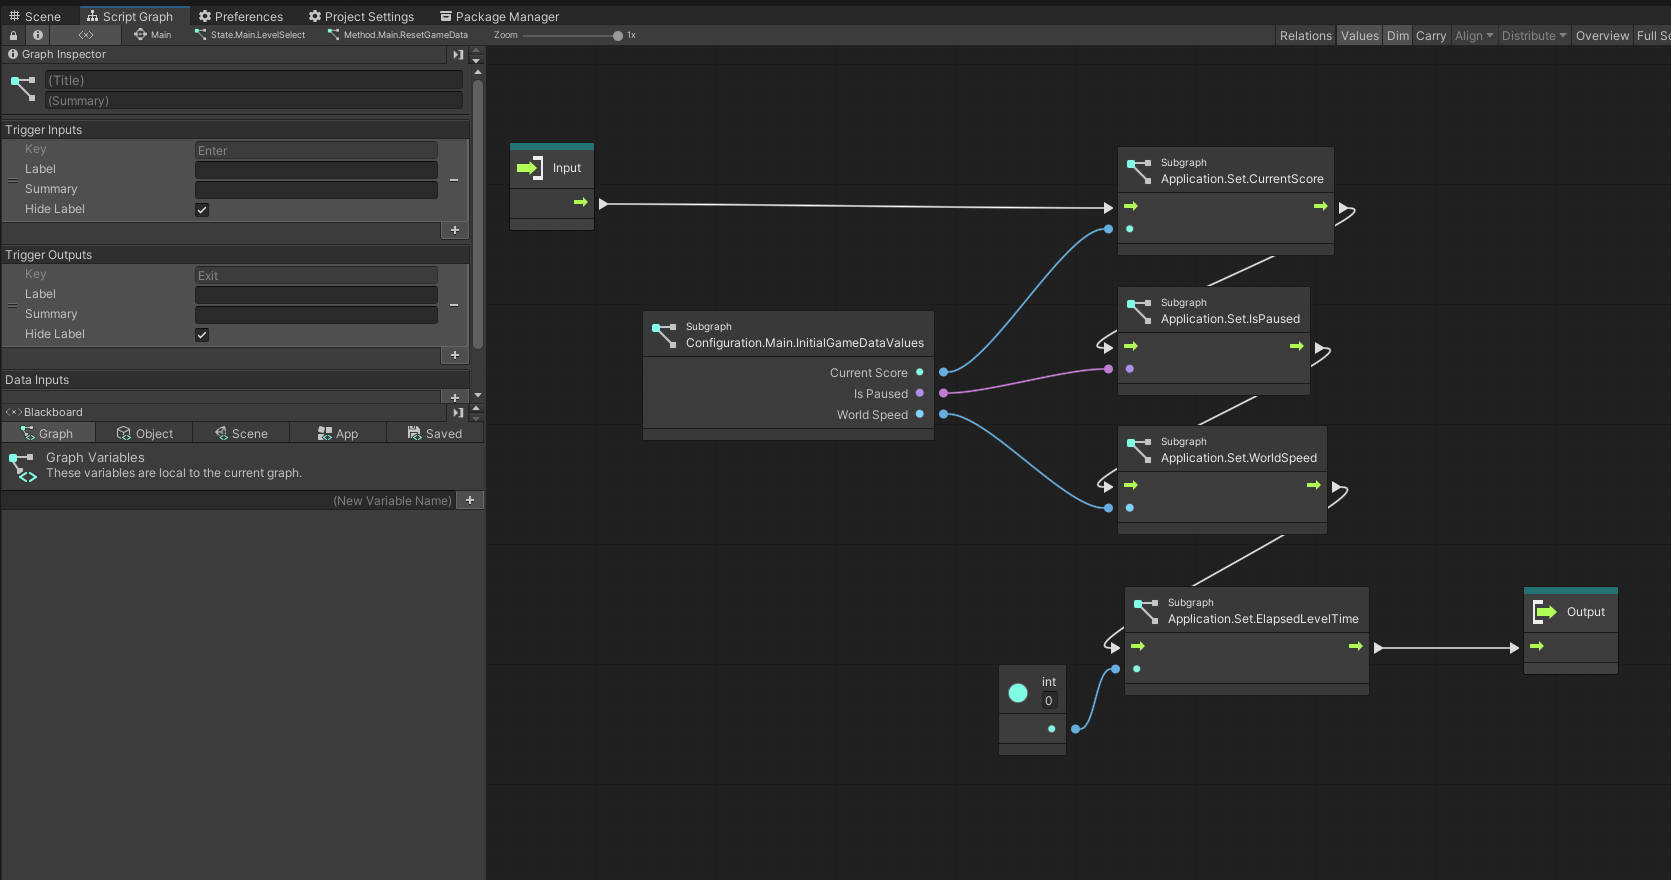 Scene
Script Graph
Preferences
Project Settings
Package Manager
Main
State.Main.LevelSelect
Method.Main.ResetGameData
Zoom
1x
Relations
Values
Dim
Carry
Align
Distribute
Overview
Full Sc
Graph Inspector
(Title)
(Summary)
Trigger Inputs
Key
Enter
Label
Summary
Hide Label
Trigger Outputs
Key
Exit
Label
Summary
Hide Label
Data Inputs
Blackboard
Graph
Object
Scene
App
Saved
Graph Variables
These variables are local to the current graph.
(New Variable Name)
Input
Subgraph
Application.Set.CurrentScore
Subgraph
Configuration.Main.InitialGameDataValues
Current Score
Is Paused
World Speed
Subgraph
Application.Set.IsPaused
Subgraph
Application.Set.WorldSpeed
Subgraph
Application.Set.ElapsedLevelTime
int
0
Output